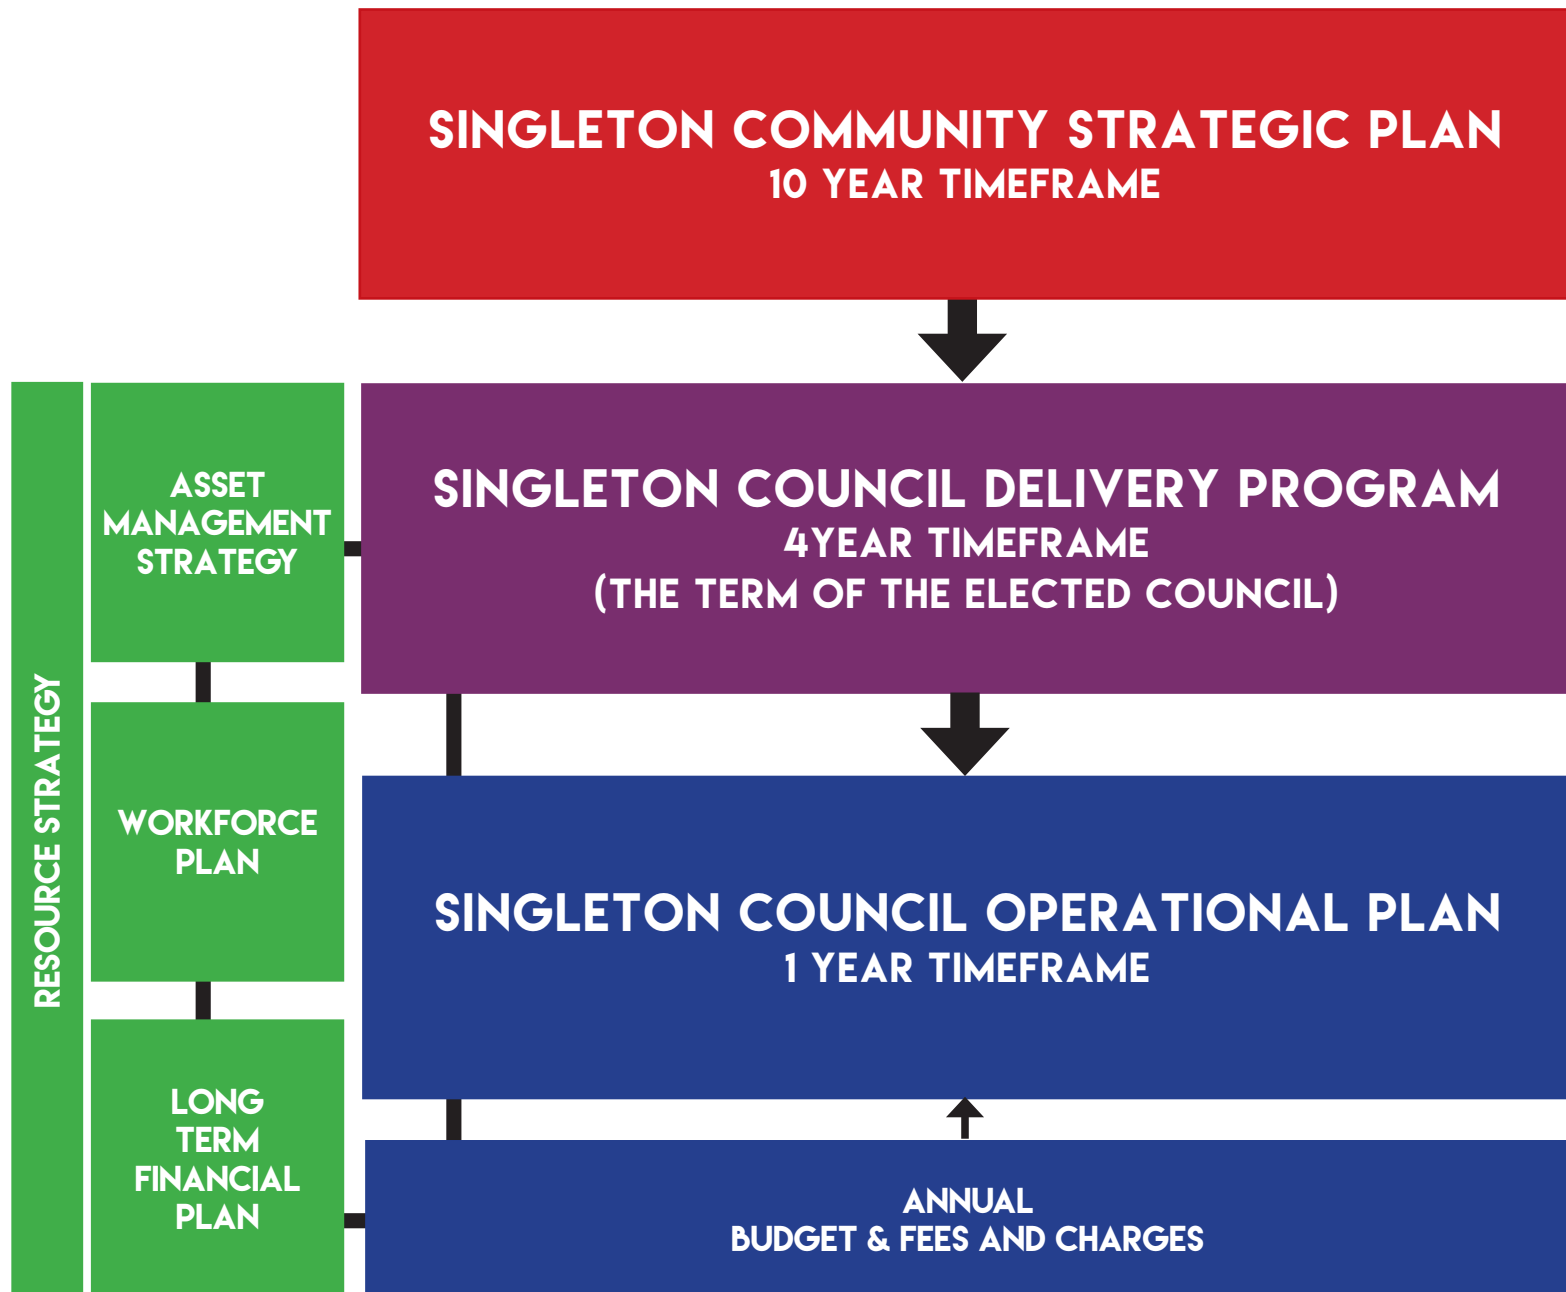 SINGLETON COMMUNITY STRATEGIC PLAN
10 YEAR TIMEFRAME
RESOURCE STRATEGY
ASSET
MANAGEMENT
STRATEGY
SINGLETON COUNCIL DELIVERY PROGRAM
4YEAR TIMEFRAME
(THE TERM OF THE ELECTED COUNCIL)
WORKFORCE
PLAN
SINGLETON COUNCIL OPERATIONAL PLAN
1 YEAR TIMEFRAME
LONG
TERM
FINANCIAL
PLAN
ANNUAL
BUDGET & FEES AND CHARGES